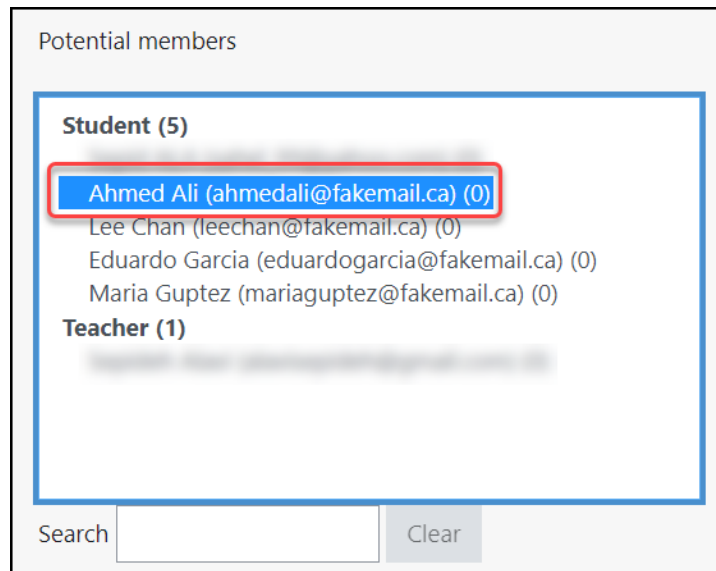 Potential members
Student (5)
Ahmed Ali (ahmedali@fakemail.ca) (0)
Lee Chan (leechan@fakemail.ca) (0)
Eduardo Garcia (eduardogarcia@fakemail.ca) (0)
Maria Guptez (mariaguptez@fakemail.ca) (0)
Teacher (1)
Search
Clear